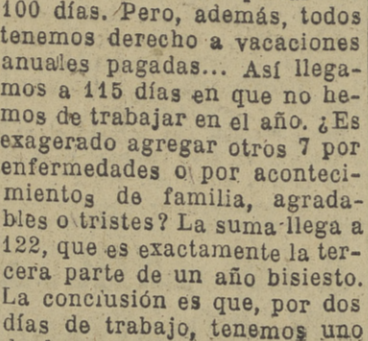 100 días. Pero, además, todos
tenemos derecho a vacaciones
anuales pagadas... Así llega-
mos a 115 días en que no he-
mos de trabajar en el año. ¿Es
exagerado agregar otros 7 por
enfermedades o por aconteci-
mientos de familia, agrada-
bles o tristes? La suma llega a
122, que es exactamente la ter-
cera parte de un año bisiesto.
La conclusión es que, por dos
días de trabajo, tenemos uno